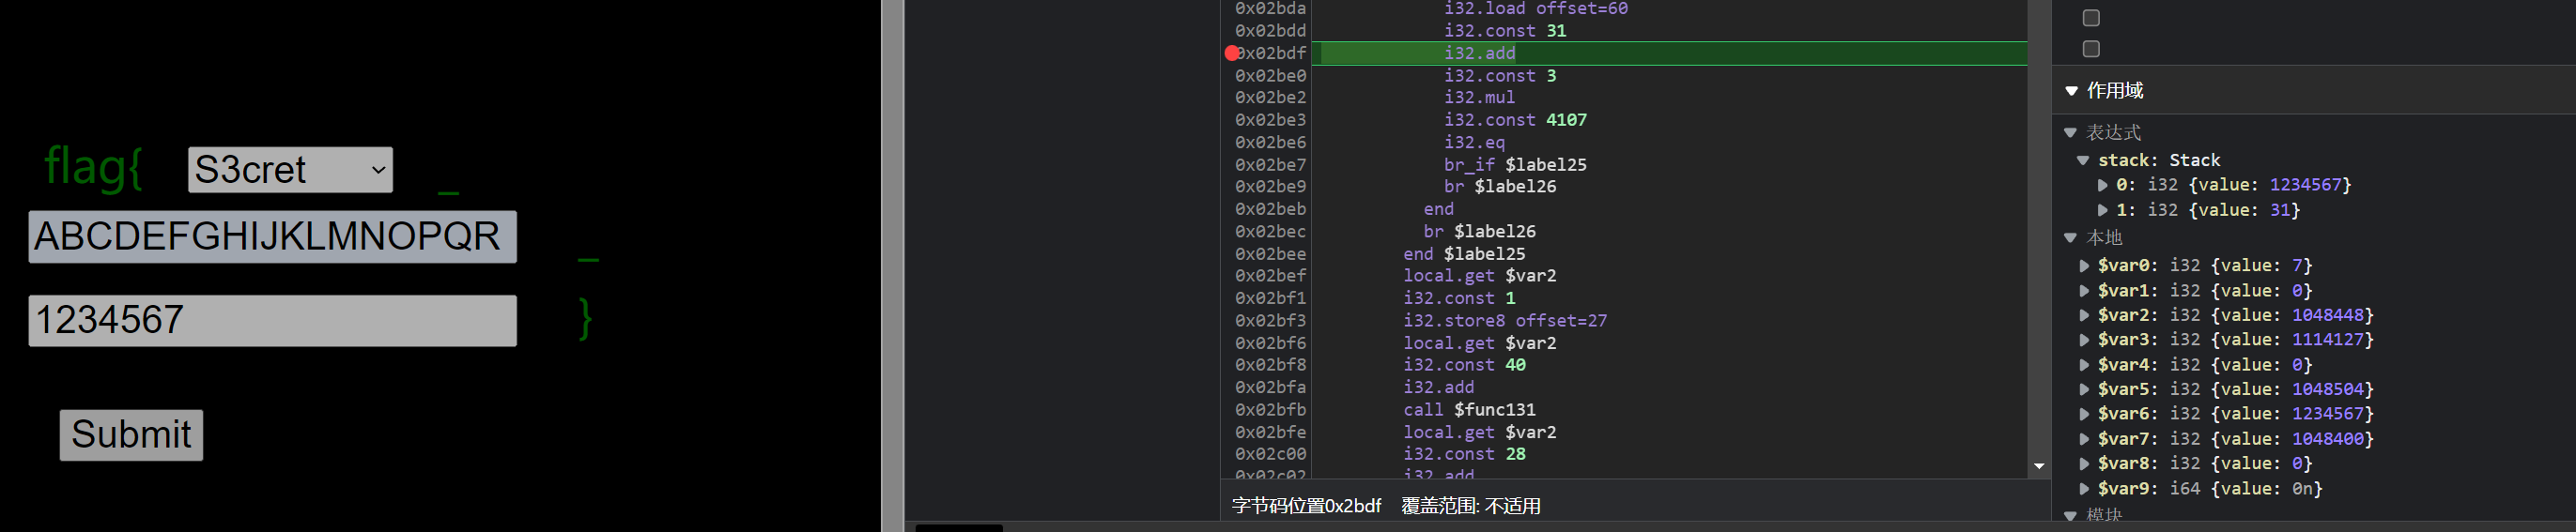 flag{ S3cret _
ABCDEFGHIJKLMNOPQR _
1234567 }
Submit
0x02bda i32.load offset=60
0x02bdd i32.const 31
0x02bdf i32.add
0x02be0 i32.const 3
0x02be2 i32.mul
0x02be3 i32.const 4107
0x02be6 i32.eq
0x02be7 br_if $label25
0x02be9 br $label26
0x02beb end
0x02bec br $label26
0x02bee end $label25
0x02bef local.get $var2
0x02bf1 i32.const 1
0x02bf3 i32.store8 offset=27
0x02bf6 local.get $var2
0x02bf8 i32.const 40
0x02bfa i32.add
0x02bfb call $func131
0x02bfe local.get $var2
0x02c00 i32.const 28
0x02c02 i32.add
字节码位置0x2bdf 覆盖范围: 不适用
作用域
表达式
stack: Stack
0: i32 {value: 1234567}
1: i32 {value: 31}
本地
$var0: i32 {value: 7}
$var1: i32 {value: 0}
$var2: i32 {value: 1048448}
$var3: i32 {value: 1114127}
$var4: i32 {value: 0}
$var5: i32 {value: 1048504}
$var6: i32 {value: 1234567}
$var7: i32 {value: 1048400}
$var8: i32 {value: 0}
$var9: i64 {value: 0n}
模块